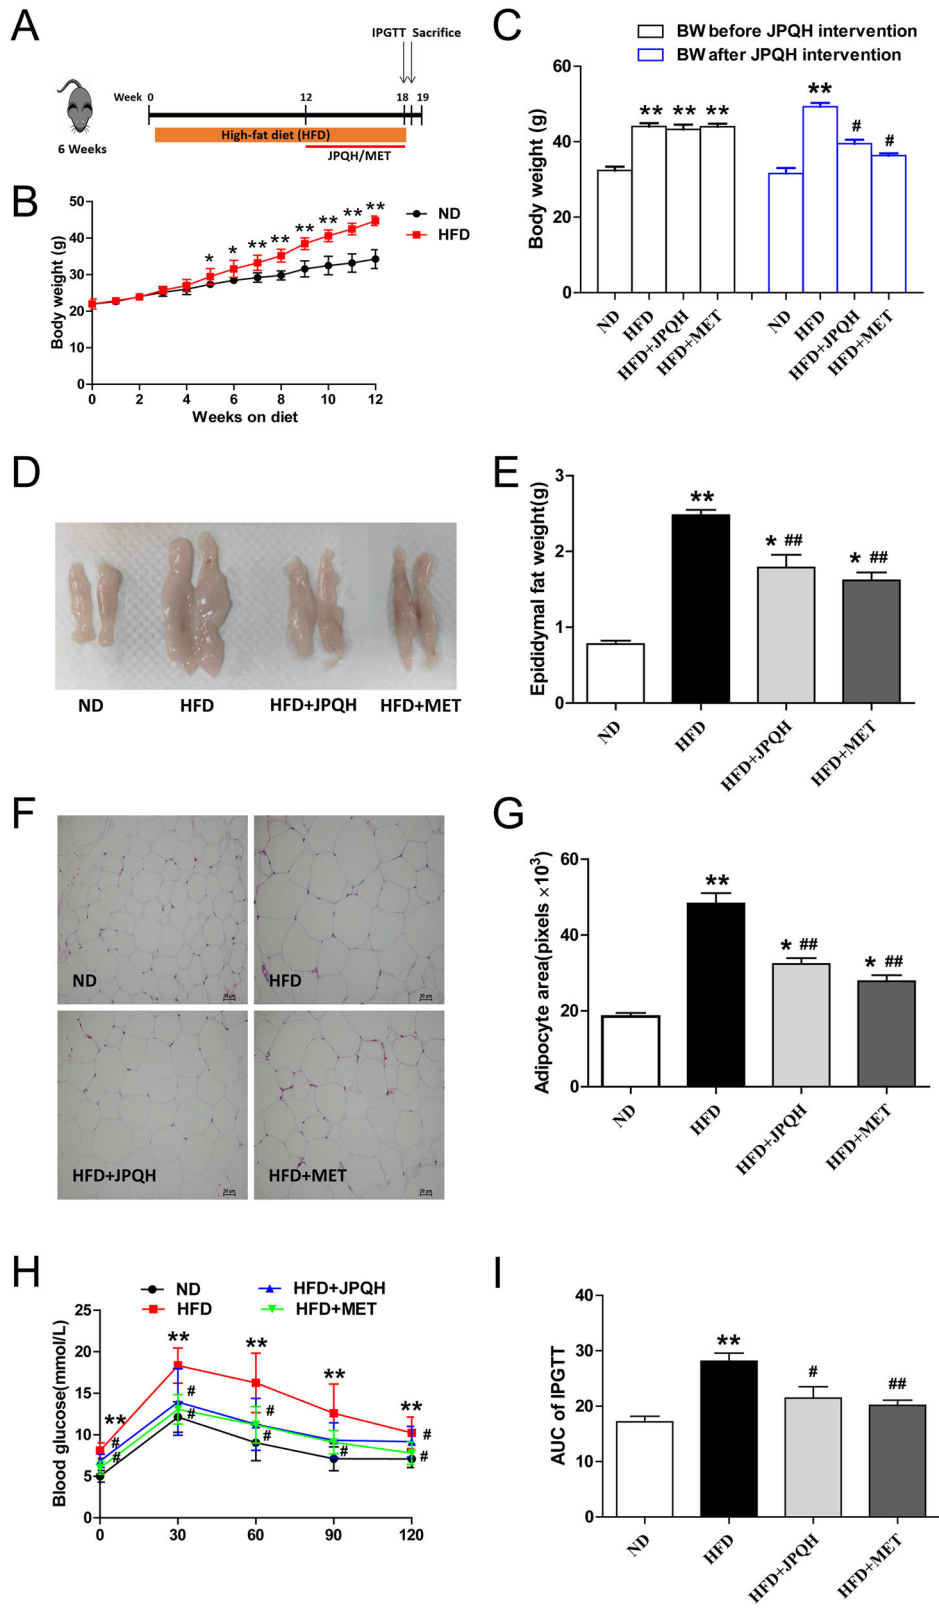 A
IPGTT Sacrifice
Week 0 12 18 19
High-fat diet (HFD)
JPQH/MET
6 Weeks
B
Body weight (g)
50
40
30
20
10
0
* * ** ** ** ** ** **
ND
HFD
0 2 4 6 8 10 12
Weeks on diet
C
BW before JPQH intervention
BW after JPQH intervention
Body weight (g)
60
40
20
0
** ** ** ** # #
ND HFD HFD+JPQH HFD+MET ND HFD HFD+JPQH HFD+MET
D
ND HFD HFD+JPQH HFD+MET
E
Epididymal fat weight(g)
3
2
1
0
** * ## * ##
ND HFD HFD+JPQH HFD+MET
F
ND HFD
HFD+JPQH HFD+MET
G
Adipocyte area(pixels ×10³)
60
40
20
0
** * ## * ##
ND HFD HFD+JPQH HFD+MET
H
ND HFD+JPQH
HFD HFD+MET
Blood glucose(mmol/L)
25
20
15
10
5
0
** ** ** ** **
# # # #
# # # #
0 30 60 90 120
I
AUC of IPGTT
40
30
20
10
0
** # ##
ND HFD HFD+JPQH HFD+MET